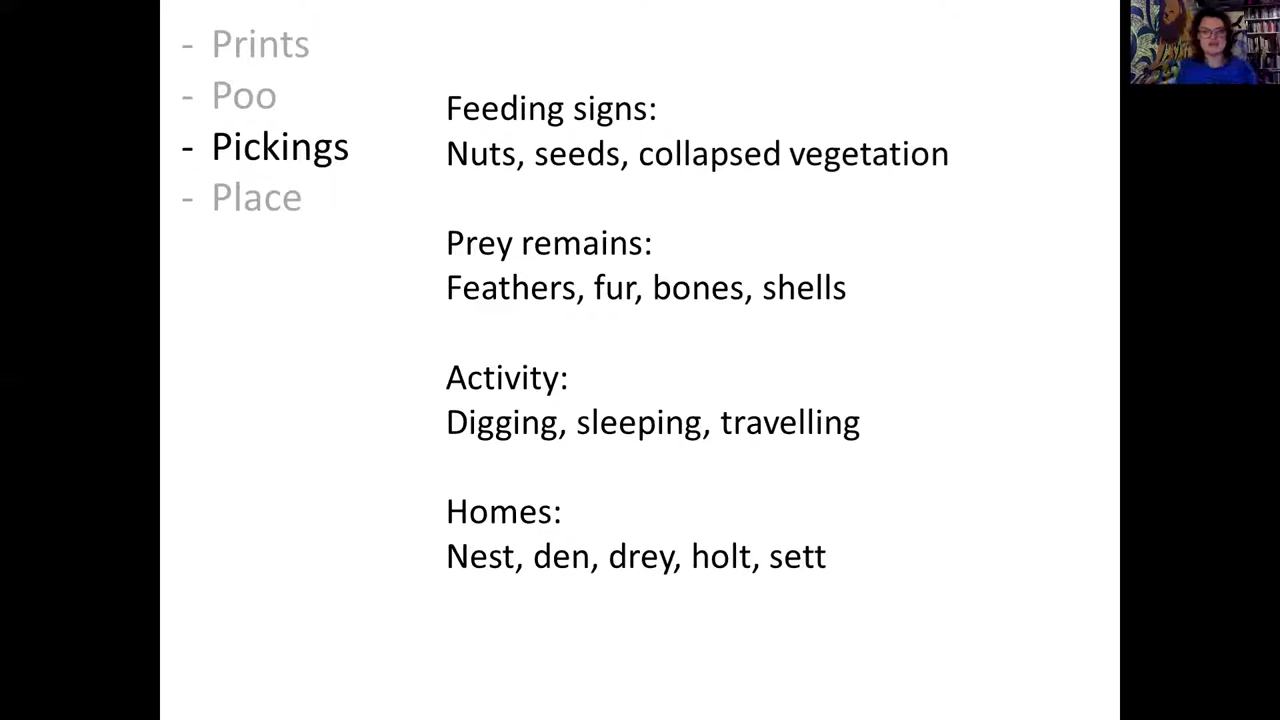 - Prints
- Poo
- Pickings
- Place
Feeding signs:
Nuts, seeds, collapsed vegetation
Prey remains:
Feathers, fur, bones, shells
Activity:
Digging, sleeping, travelling
Homes:
Nest, den, drey, holt, sett